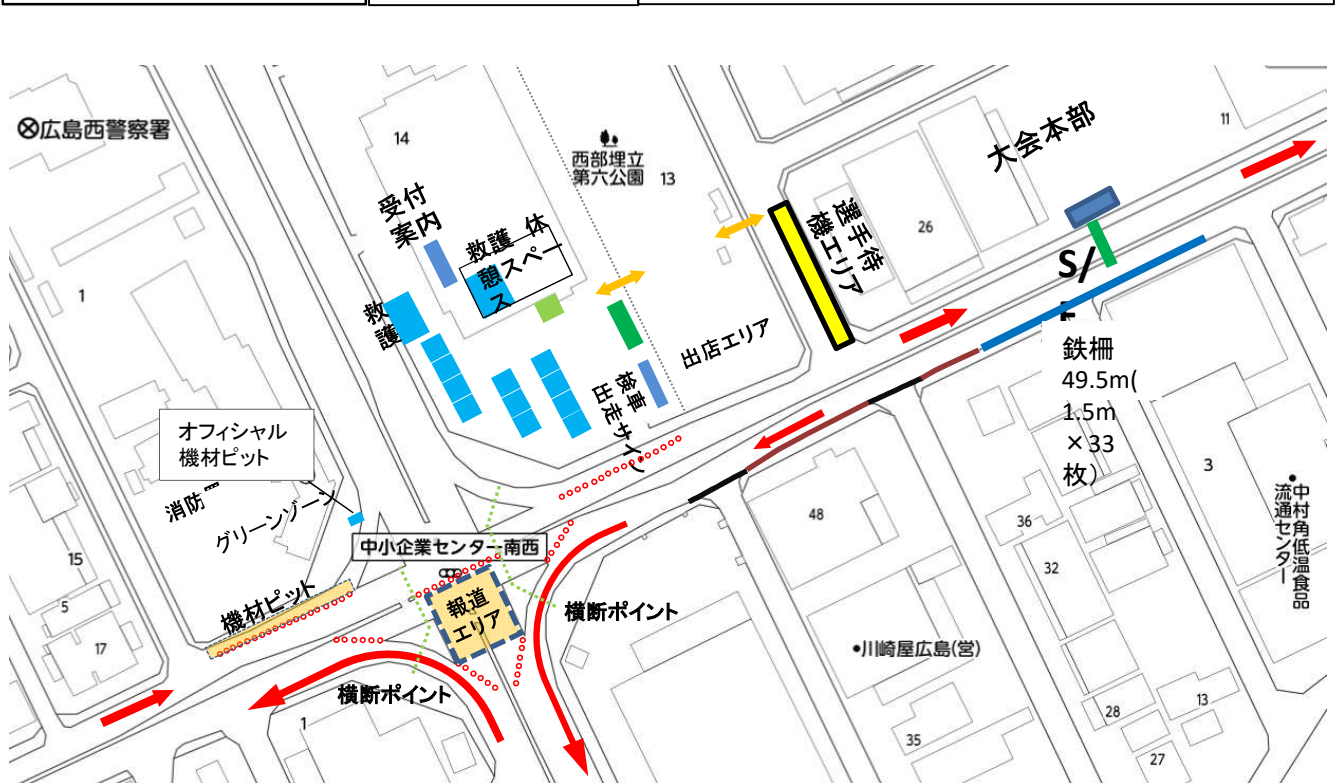 広島西警察署
14
西部埋立
第六公園
13
11
大会本部
受付
案内
救護 休
憩スペー
ス
選手待
機エリア
26
1
救
護
S/
F
出店エリア
検車
出走サイン
鉄柵
49.5m(
1.5m
×33
枚)
オフィシャル
機材ピット
消防署
グリーンゾーン
3
中村角低温食品
流通センター
中小企業センター南西
48
36
15
32
5
機材ピット
報道
エリア
横断ポイント
17
川崎屋広島(営)
横断ポイント
1
28
13
35
27